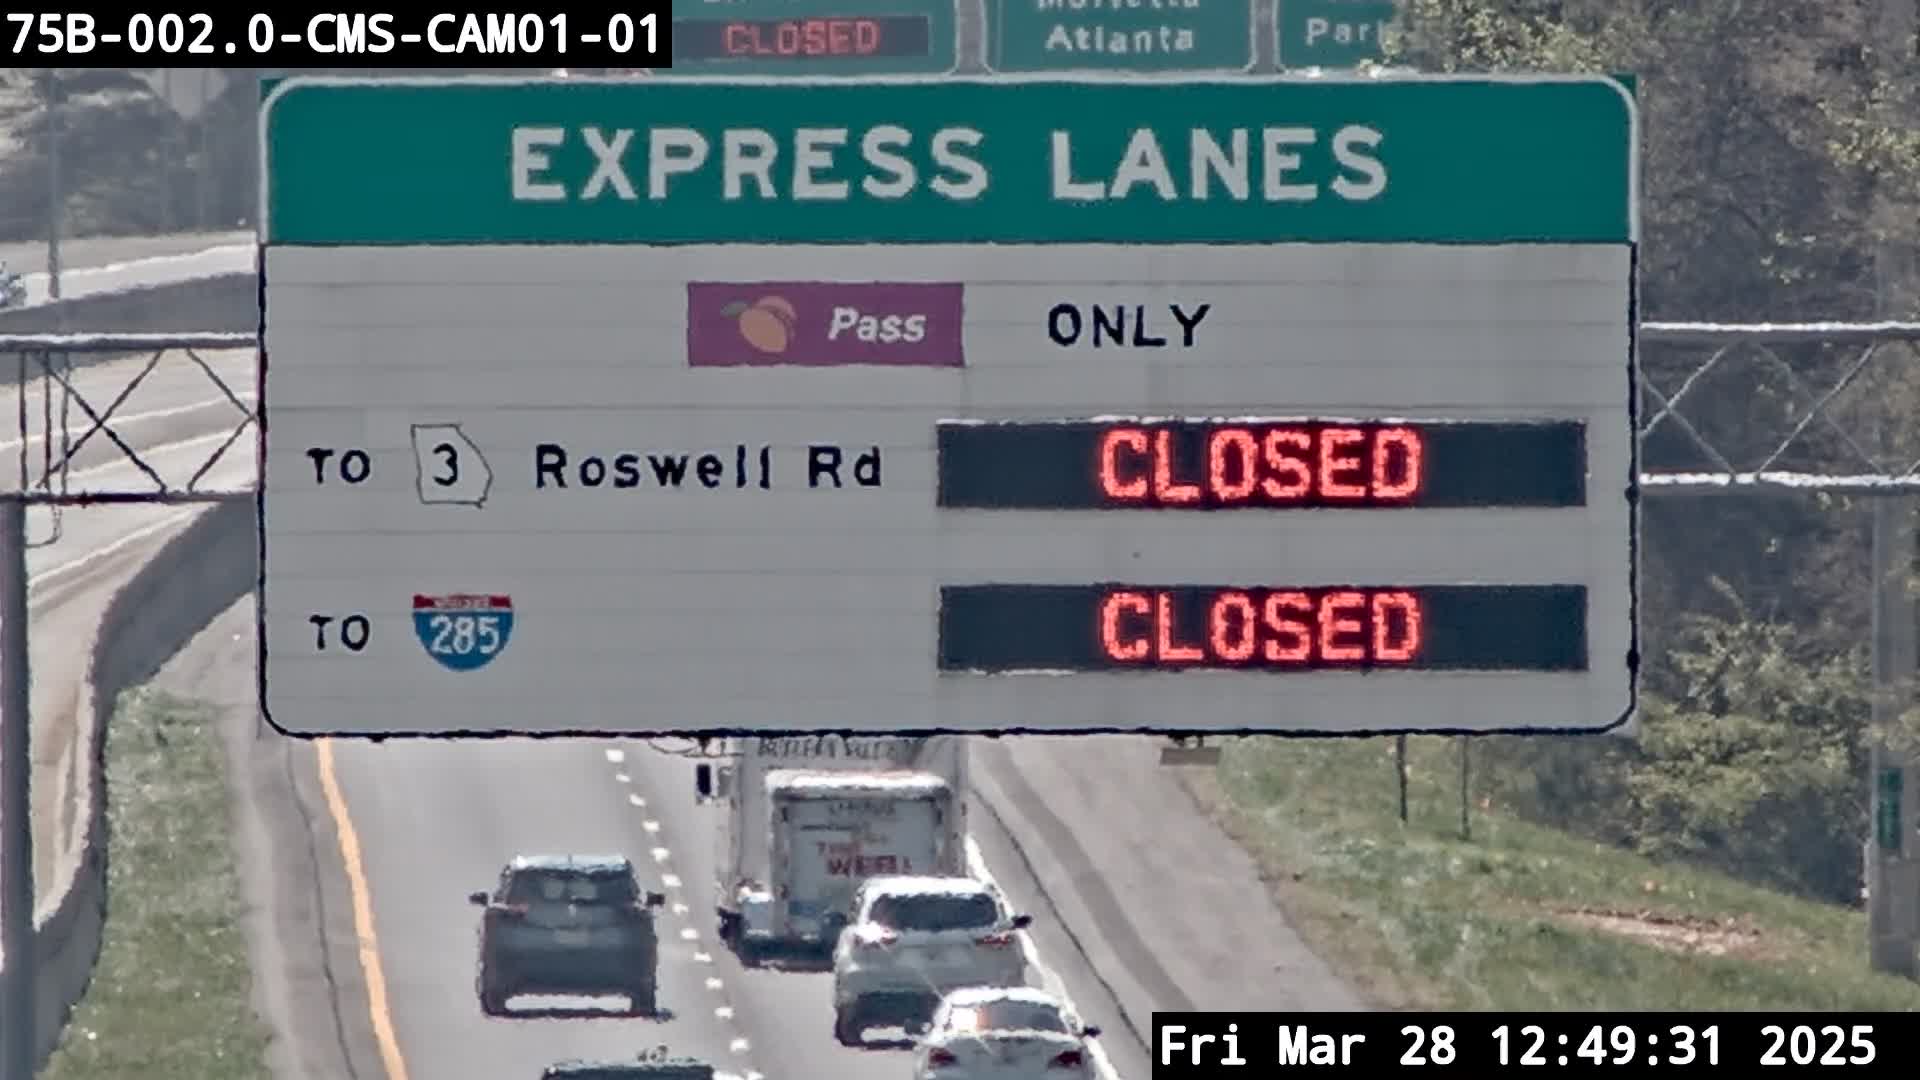 75B-002.0-CMS-CAM01-01
CLOSED
Atlanta
EXPRESS LANES
Pass ONLY
TO 3 Roswell Rd CLOSED
TO 285 CLOSED
Fri Mar 28 12:49:31 2025